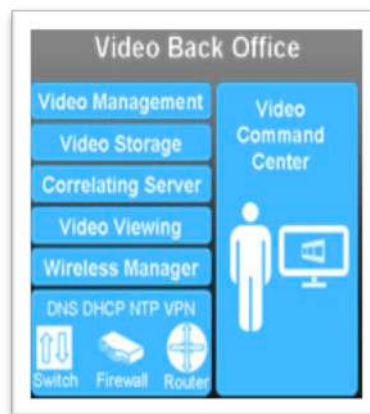 Video Back Office
Video Management
Video Storage
Correlating Server
Video Viewing
Wireless Manager
DNS DHCP NTP VPN
Switch Firewall Router
Video
Command
Center